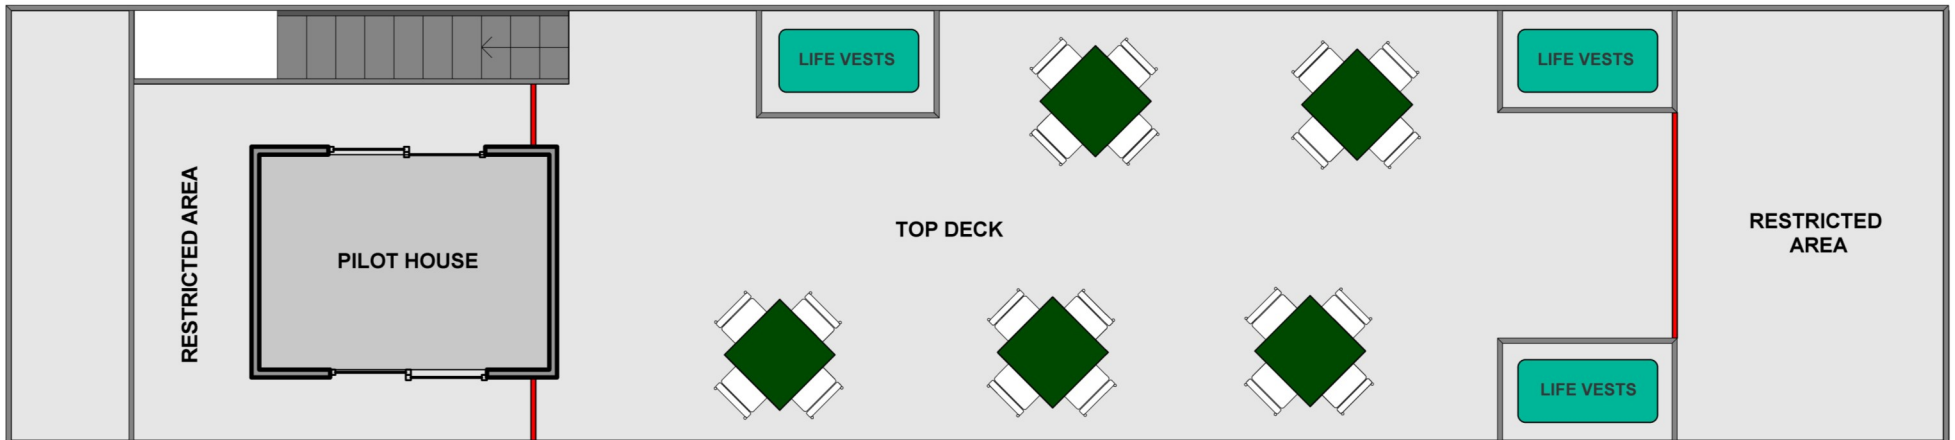 LIFE VESTS
LIFE VESTS
RESTRICTED AREA
PILOT HOUSE
TOP DECK
RESTRICTED
AREA
LIFE VESTS